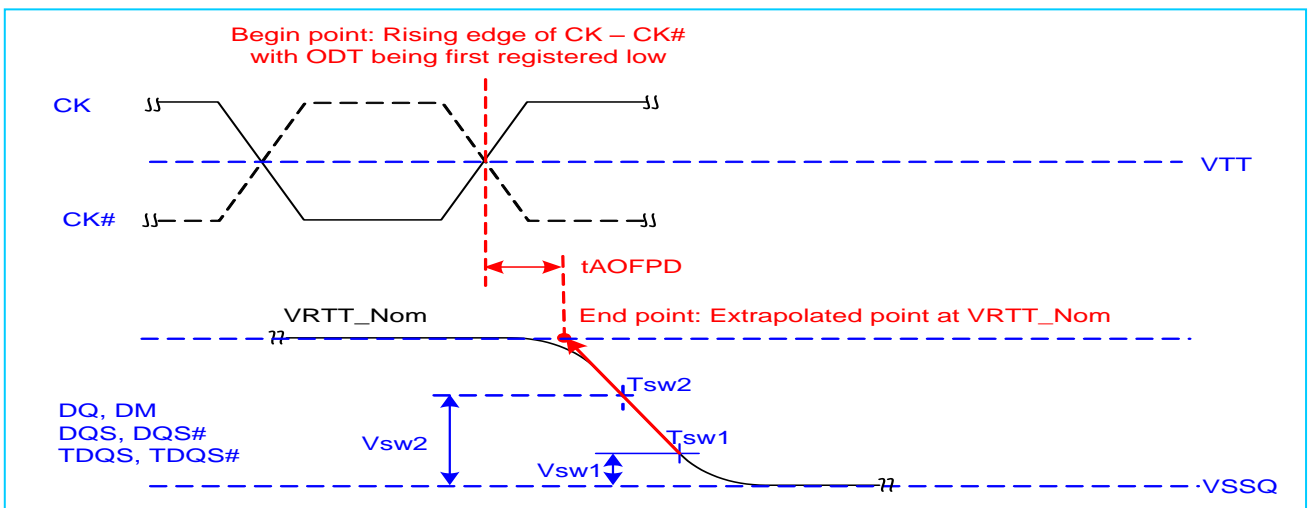 Begin point: Rising edge of CK – CK#
with ODT being first registered low
CK
VTT
CK#
tAOFPD
VRTT_Nom
End point: Extrapolated point at VRTT_Nom
Tsw2
DQ, DM
DQS, DQS#
TDQS, TDQS#
Vsw2
Tsw1
Vsw1
VSSQ